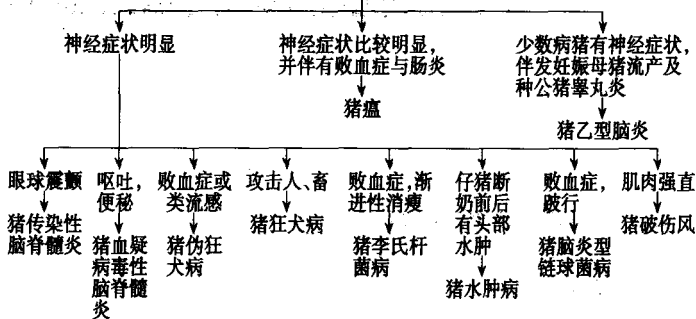 神经症状明显
神经症状比较明显，
并伴有败血症与肠炎
猪瘟
少数病猪有神经症状，
伴发妊娠母猪流产及
种公猪睾丸炎
猪乙型脑炎
眼球震颤
猪传染性
脑脊髓炎
呕吐，
便秘
猪血凝
病毒性
脑脊髓
炎
败血症或
类流感
猪伪狂
犬病
攻击人、畜
猪狂犬病
败血症，渐
进性消瘦
猪李氏杆
菌病
仔猪断
奶前后
有头部
水肿
猪水肿病
败血症，
跛行
猪脑炎型
链球菌病
肌肉强直
猪破伤风